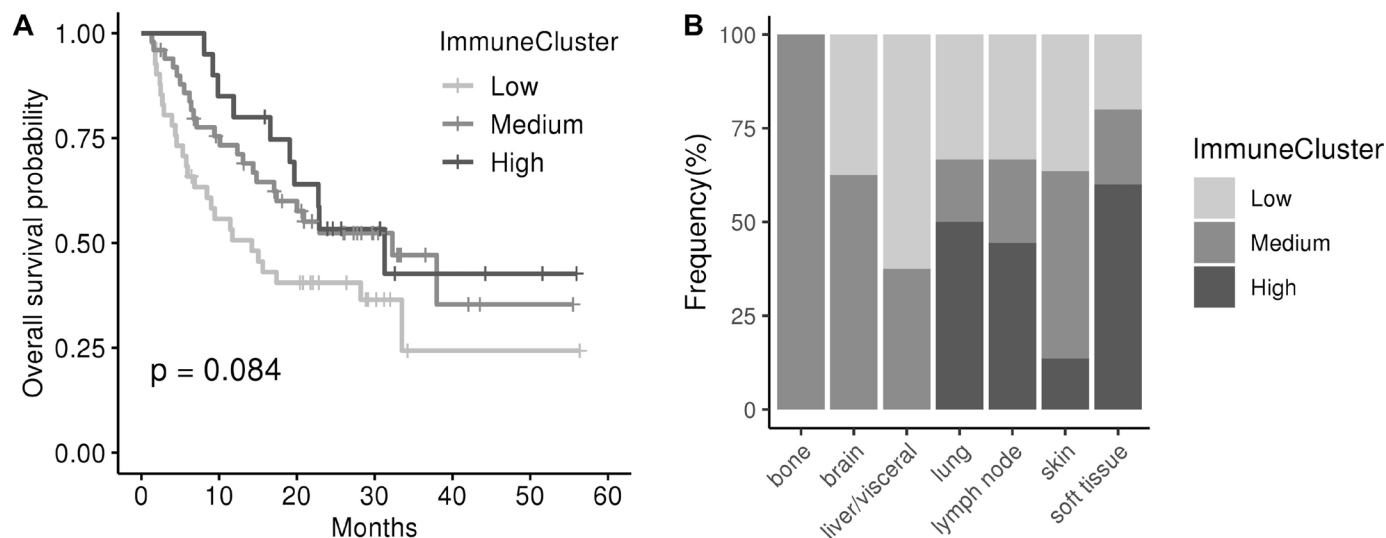 A
Overall survival probability
1.00
0.75
0.50
0.25
0.00
ImmuneCluster
Low
Medium
High
p = 0.084
0 10 20 30 40 50 60
Months
B
Frequency(%)
100
75
50
25
0
bone
brain
liver/visceral
lung
lymph node
skin
soft tissue
ImmuneCluster
Low
Medium
High